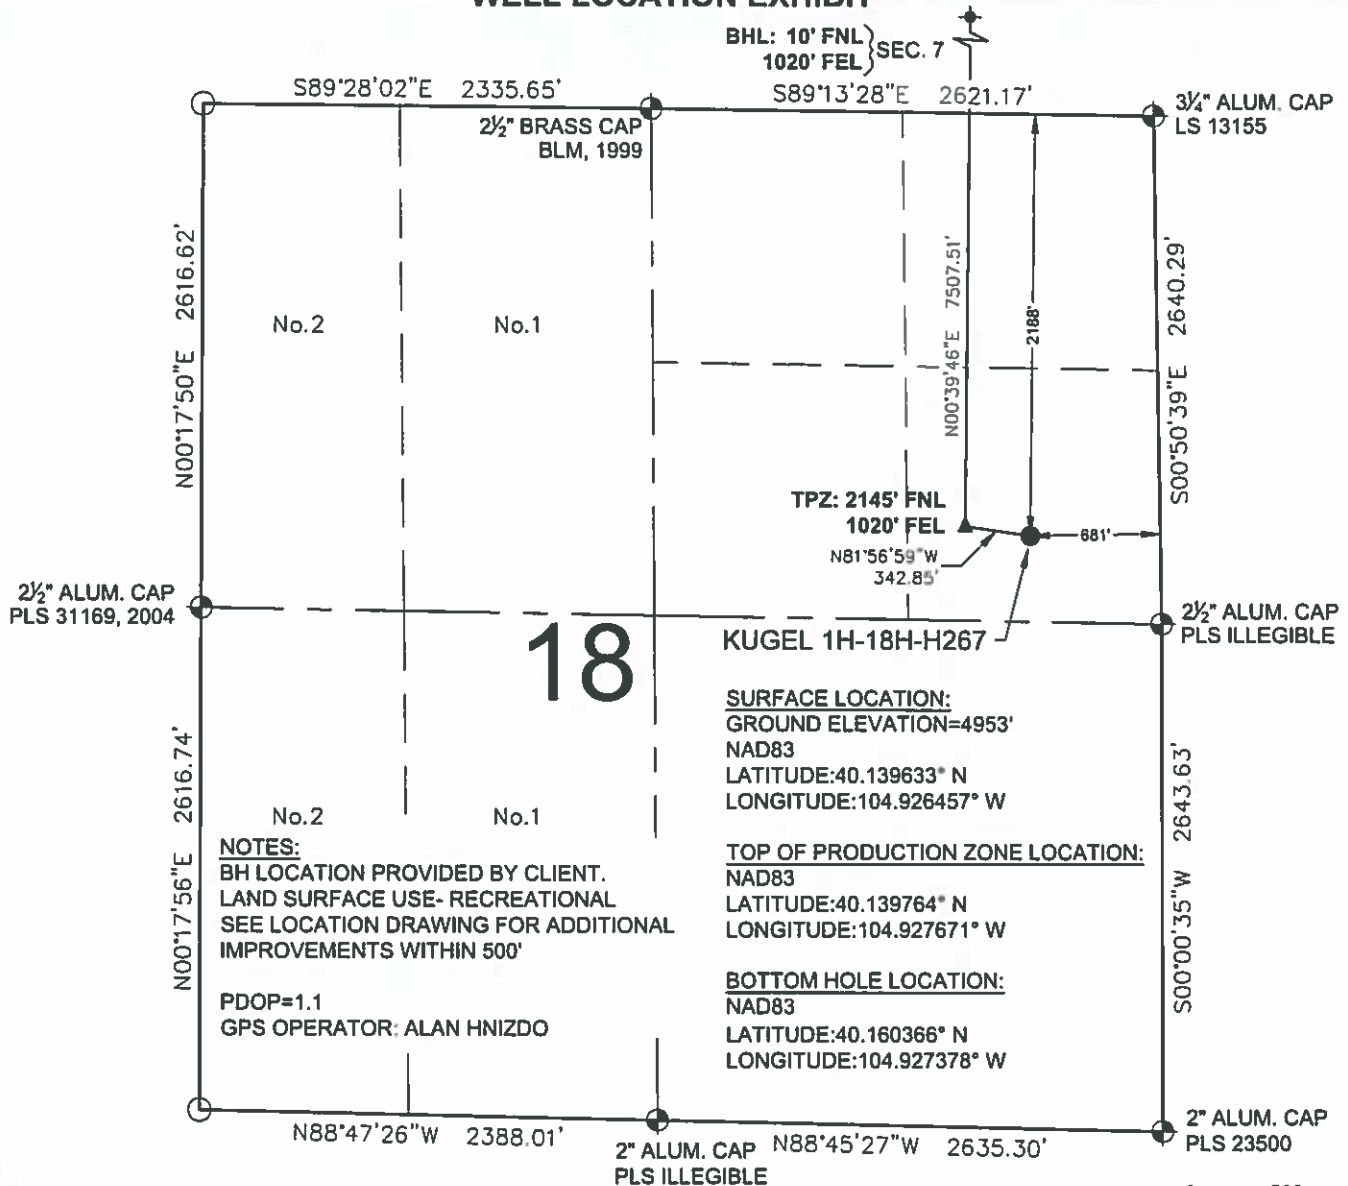 WELL LOCATION EXHIBIT
BHL: 10' FNL
1020' FEL
SEC. 7
S89°28'02"E 2335.65'
S89°13'28"E 2621.17'
3¼" ALUM. CAP
LS 13155
2½" BRASS CAP
BLM, 1999
N00°17'50"E 2616.62'
No.2
No.1
N00°39'46"E 7507.51'
2188'
S00°50'39"E 2640.29'
TPZ: 2145' FNL
1020' FEL
681'
N81°56'59"W
342.85'
2½" ALUM. CAP
PLS 31169, 2004
2½" ALUM. CAP
PLS ILLEGIBLE
18
KUGEL 1H-18H-H267
SURFACE LOCATION:
GROUND ELEVATION=4953'
NAD83
LATITUDE:40.139633° N
LONGITUDE:104.926457° W
N00°17'56"E 2616.74'
S00°00'35"W 2643.63'
No.2
No.1
NOTES:
BH LOCATION PROVIDED BY CLIENT.
LAND SURFACE USE- RECREATIONAL
SEE LOCATION DRAWING FOR ADDITIONAL
IMPROVEMENTS WITHIN 500'
PDOP=1.1
GPS OPERATOR: ALAN HNIZDO
TOP OF PRODUCTION ZONE LOCATION:
NAD83
LATITUDE:40.139764° N
LONGITUDE:104.927671° W
BOTTOM HOLE LOCATION:
NAD83
LATITUDE:40.160366° N
LONGITUDE:104.927378° W
N88°47'26"W 2388.01'
2" ALUM. CAP
PLS ILLEGIBLE
N88°45'27"W 2635.30'
2" ALUM. CAP
PLS 23500